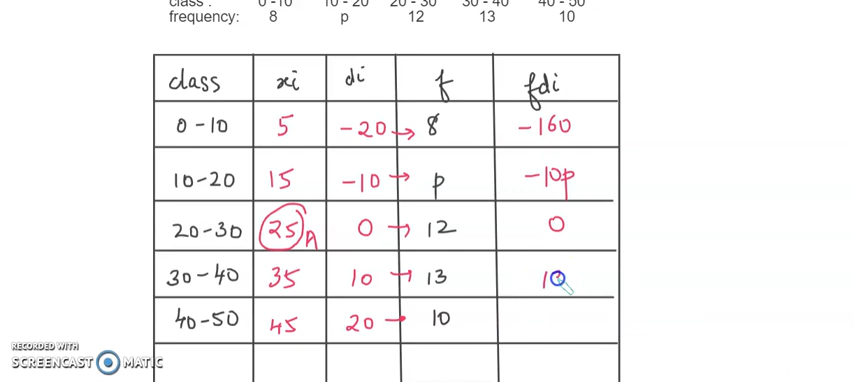 class : 0 -10 10 - 20 20 - 30 30 - 40 40 - 50
frequency: 8 p 12 13 10
class xi di f fdi
0 - 10 5 -20 → 8 -160
10-20 15 -10 → p -10p
20-30 25 A 0 → 12 0
30-40 35 10 → 13
40-50 45 20 → 10
RECORDED WITH
SCREENCAST MATIC